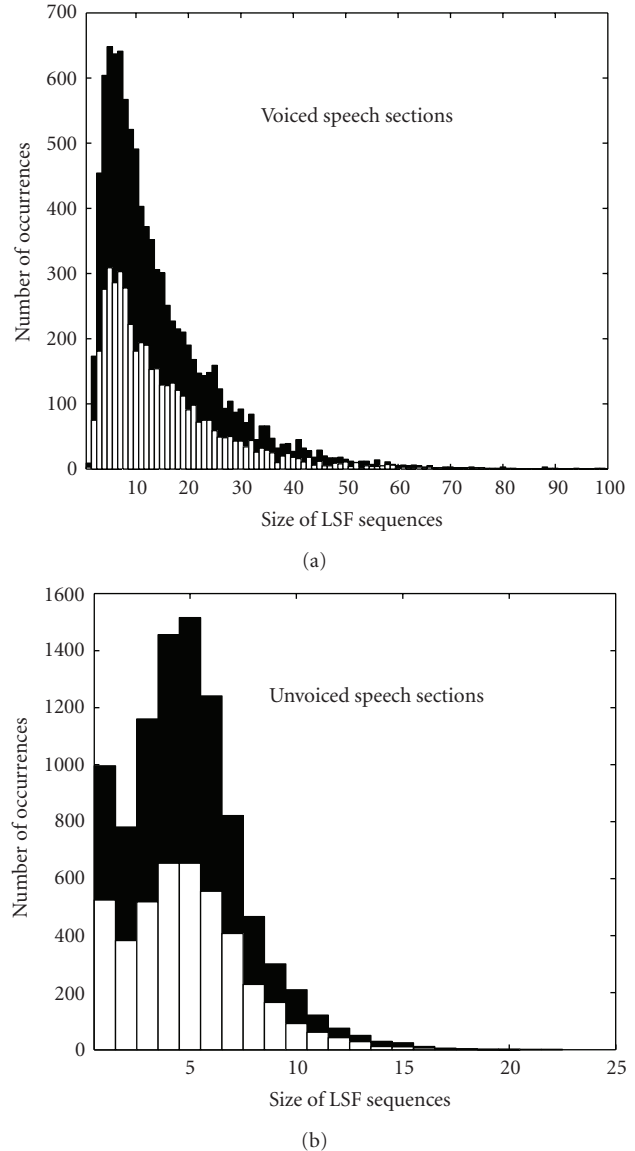 700
600
500
400
300
200
100
0
Number of occurrences
Voiced speech sections
10 20 30 40 50 60 70 80 90 100
Size of LSF sequences
(a)
1600
1400
1200
1000
800
600
400
200
0
Number of occurrences
Unvoiced speech sections
5 10 15 20 25
Size of LSF sequences
(b)